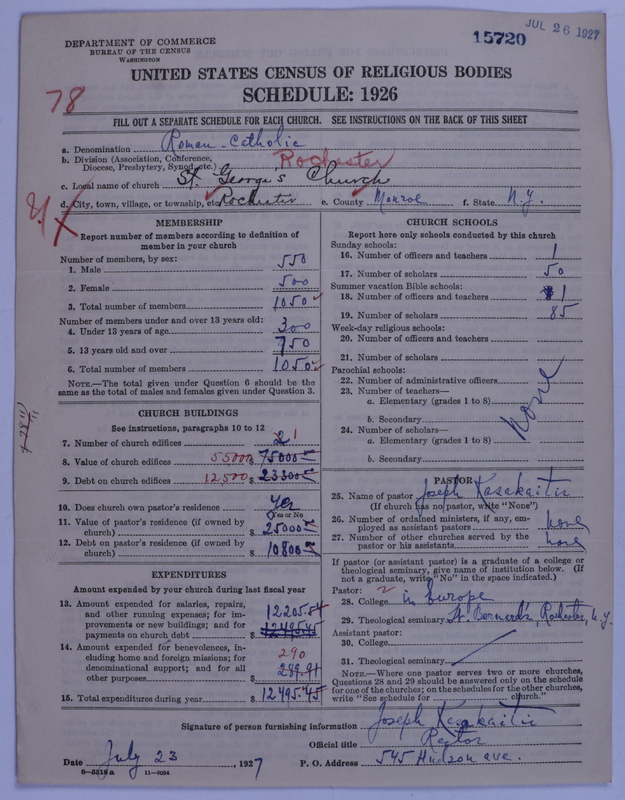 JUL 26 1927
15720
DEPARTMENT OF COMMERCE
BUREAU OF THE CENSUS
WASHINGTON
UNITED STATES CENSUS OF RELIGIOUS BODIES
SCHEDULE: 1926
78
FILL OUT A SEPARATE SCHEDULE FOR EACH CHURCH. SEE INSTRUCTIONS ON THE BACK OF THIS SHEET
a. Denomination Roman-Catholic
b. Division (Association, Conference,
Diocese, Presbytery, Synod, etc.) Rochester
c. Local name of church St. George's Church
d. City, town, village, or township, etc. Rochester e. County Monroe f. State N.Y.
MEMBERSHIP
Report number of members according to definition of
member in your church
Number of members, by sex:
1. Male 550
2. Female 500
3. Total number of members 1050
Number of members under and over 13 years old:
4. Under 13 years of age 300
5. 13 years old and over 750
6. Total number of members 1050
NOTE.—The total given under Question 6 should be the
same as the total of males and females given under Question 3.
CHURCH BUILDINGS
See instructions, paragraphs 10 to 12
7. Number of church edifices 2 1
8. Value of church edifices 55000 $ 75000
9. Debt on church edifices 12,500 $ 23300
10. Does church own pastor's residence Yes
Yes or No
11. Value of pastor's residence (if owned by
church) $ 25000
12. Debt on pastor's residence (if owned by
church) $ 10800
EXPENDITURES
Amount expended by your church during last fiscal year
13. Amount expended for salaries, repairs,
and other running expenses; for im-
provements or new buildings; and for
payments on church debt $ 12205.54
12495.45
14. Amount expended for benevolences, in-
cluding home and foreign missions; for
denominational support; and for all
other purposes $ 290
289.91
15. Total expenditures during year $ 12495.45
CHURCH SCHOOLS
Report here only schools conducted by this church
Sunday schools:
16. Number of officers and teachers 1
17. Number of scholars 50
Summer vacation Bible schools:
18. Number of officers and teachers 1
19. Number of scholars 85
Week-day religious schools:
20. Number of officers and teachers
21. Number of scholars
Parochial schools:
22. Number of administrative officers
23. Number of teachers—
a. Elementary (grades 1 to 8)
b. Secondary
24. Number of scholars—
a. Elementary (grades 1 to 8)
b. Secondary
none
PASTOR
25. Name of pastor Joseph Kasakaitis
(If church has no pastor, write "None")
26. Number of ordained ministers, if any, em-
ployed as assistant pastors none
27. Number of other churches served by the
pastor or his assistants none
If pastor (or assistant pastor) is a graduate of a college or
theological seminary, give name of institution below. (If
not a graduate, write "No" in the space indicated.)
Pastor:
28. College in Europe
29. Theological seminary St. Bernard's, Rochester, N.Y.
Assistant pastor:
30. College
31. Theological seminary
NOTE.—Where one pastor serves two or more churches,
Questions 28 and 29 should be answered only on the schedule
for one of the churches; on the schedules for the other churches,
write "See schedule for church."
Signature of person furnishing information Joseph Kasakaitis
Official title Rector
Date July 23, 1927 P. O. Address 545 Hudson ave.
6-5318a 11-9034